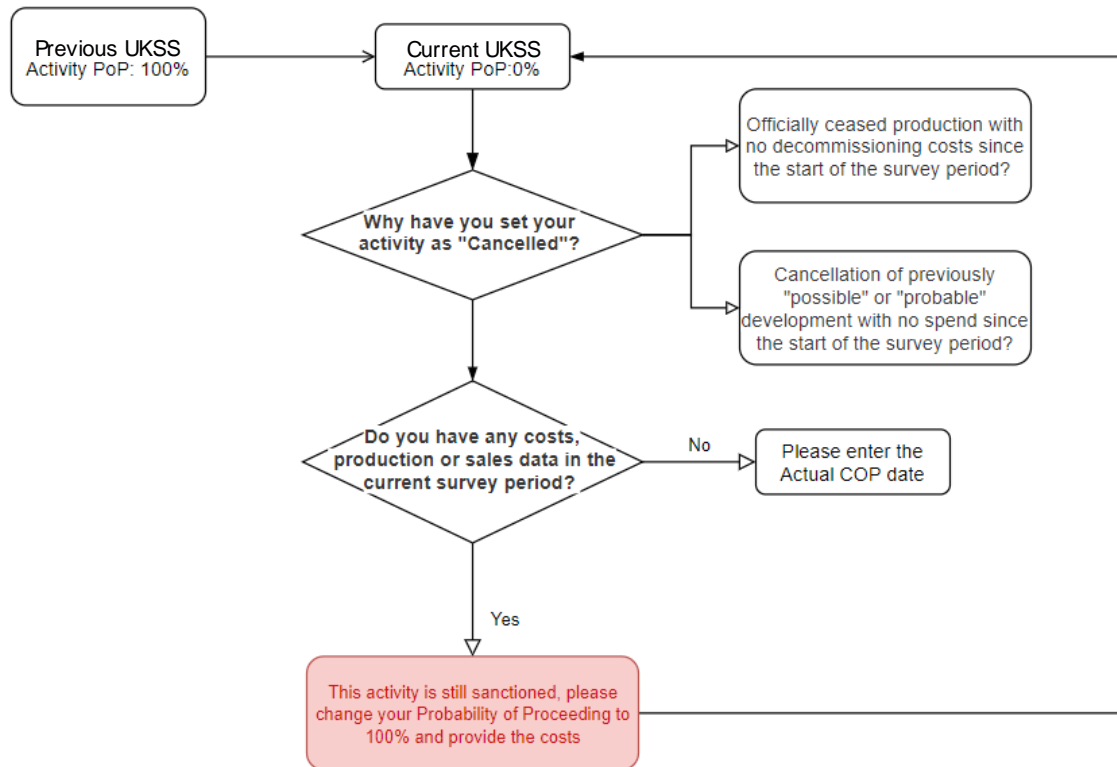 Previous UKSS
Activity PoP: 100%
Current UKSS
Activity PoP:0%
Officially ceased production with
no decommissioning costs since
the start of the survey period?
Why have you set your
activity as "Cancelled"?
Cancellation of previously
"possible" or "probable"
development with no spend since
the start of the survey period?
Do you have any costs,
production or sales data in the
current survey period?
No
Please enter the
Actual COP date
Yes
This activity is still sanctioned, please
change your Probability of Proceeding to
100% and provide the costs